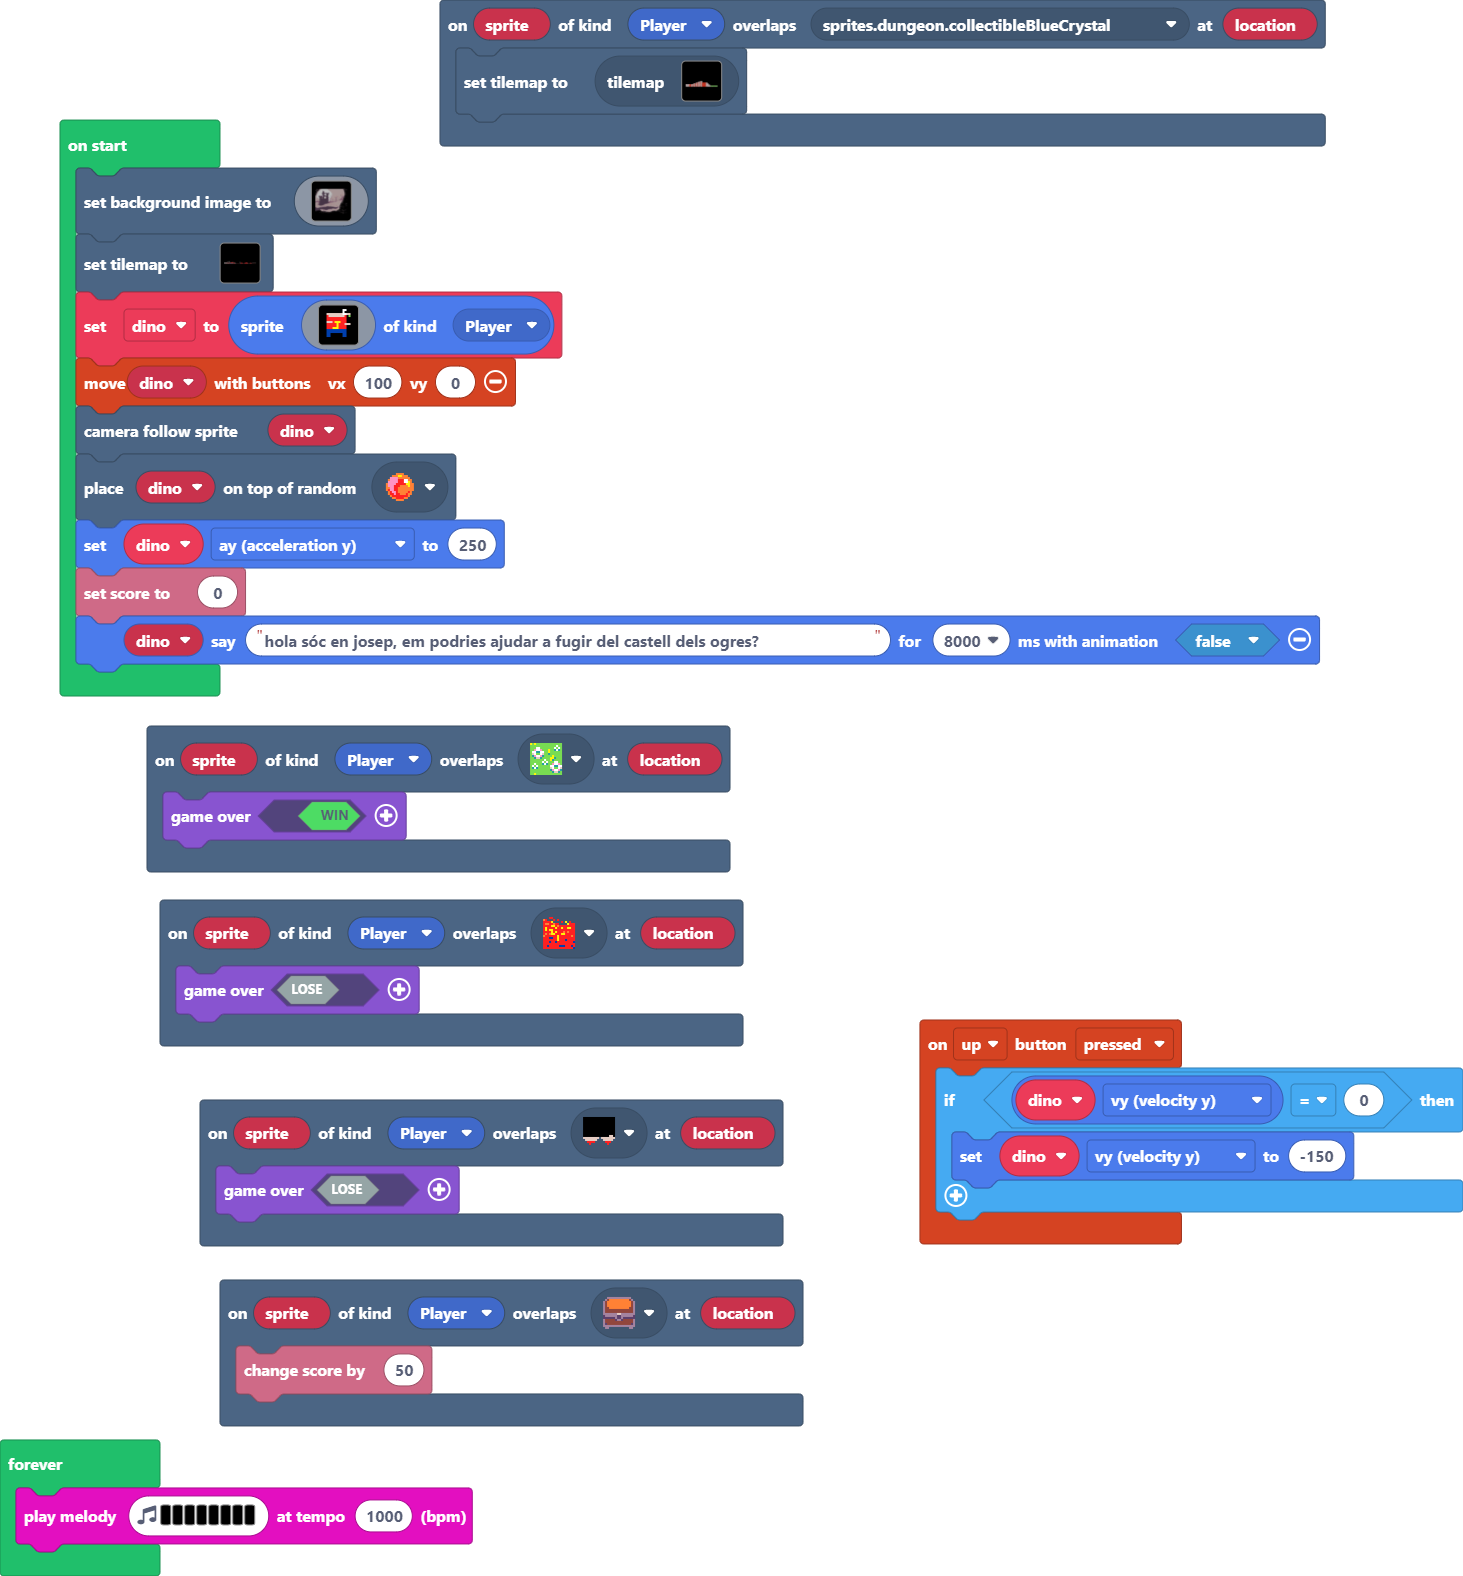 on sprite of kind Player overlaps sprites.dungeon.collectibleBlueCrystal at location
set tilemap to tilemap
on start
set background image to
set tilemap to
set dino to sprite of kind Player
move dino with buttons vx 100 vy 0
camera follow sprite dino
place dino on top of random
set dino ay (acceleration y) to 250
set score to 0
dino say "hola sóc en josep, em podries ajudar a fugir del castell dels ogres?" for 8000 ms with animation false
on sprite of kind Player overlaps at location
game over WIN
on sprite of kind Player overlaps at location
game over LOSE
on up button pressed
if dino vy (velocity y) = 0 then
set dino vy (velocity y) to -150
on sprite of kind Player overlaps at location
game over LOSE
on sprite of kind Player overlaps at location
change score by 50
forever
play melody at tempo 1000 (bpm)